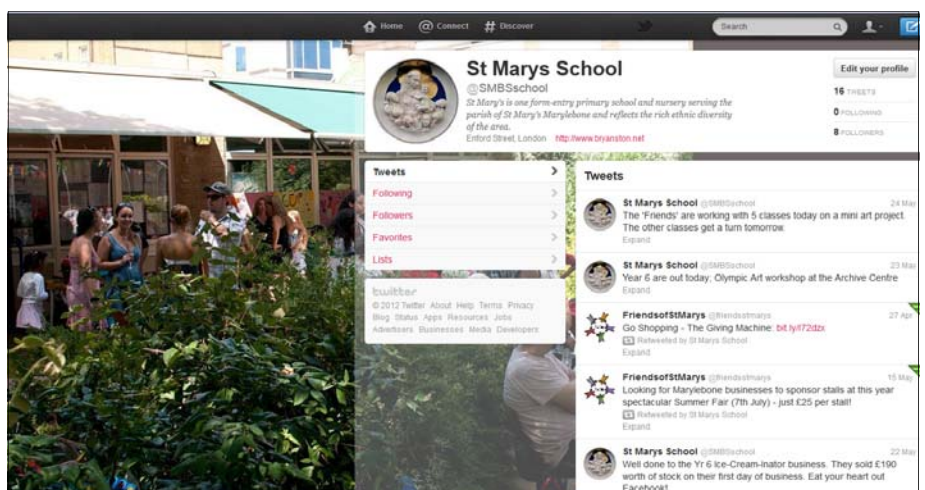 Home @ Connect # Discover Search
St Marys School
@SMBSschool
St Mary's is one form-entry primary school and nursery serving the
parish of St Mary's Marylebone and reflects the rich ethnic diversity
of the area.
Enford Street, London http://www.bryanston.net
Edit your profile
16 TWEETS
0 FOLLOWING
8 FOLLOWERS
Tweets
Following
Followers
Favorites
Lists
twitter
© 2012 Twitter About Help Terms Privacy
Blog Status Apps Resources Jobs
Advertisers Businesses Media Developers
Tweets
St Marys School @SMBSschool 24 May
The 'Friends' are working with 5 classes today on a mini art project.
The other classes get a turn tomorrow.
Expand
St Marys School @SMBSschool 23 May
Year 6 are out today; Olympic Art workshop at the Archive Centre
Expand
FriendsofStMarys @friendsstmarys 27 Apr
Go Shopping - The Giving Machine: bit.ly/I72dzx
Retweeted by St Marys School
Expand
FriendsofStMarys @friendsstmarys 15 May
Looking for Marylebone businesses to sponsor stalls at this year
spectacular Summer Fair (7th July) - just £25 per stall!
Retweeted by St Marys School
Expand
St Marys School @SMBSschool 22 May
Well done to the Yr 6 Ice-Cream-inator business. They sold £190
worth of stock on their first day of business. Eat your heart out
Facebook!